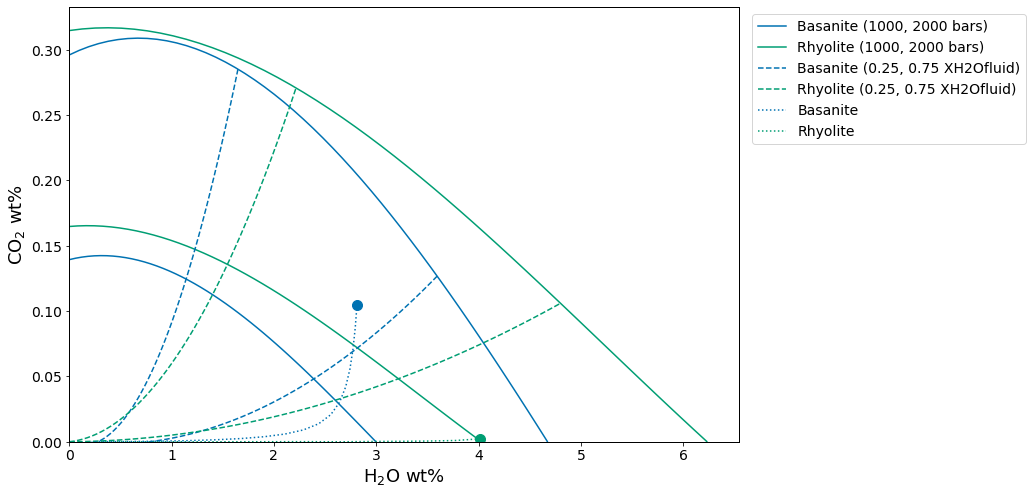 CO2 wt%
0.30
0.25
0.20
0.15
0.10
0.05
0.00
0 1 2 3 4 5 6
H2O wt%
Basanite (1000, 2000 bars)
Rhyolite (1000, 2000 bars)
Basanite (0.25, 0.75 XH2Ofluid)
Rhyolite (0.25, 0.75 XH2Ofluid)
Basanite
Rhyolite